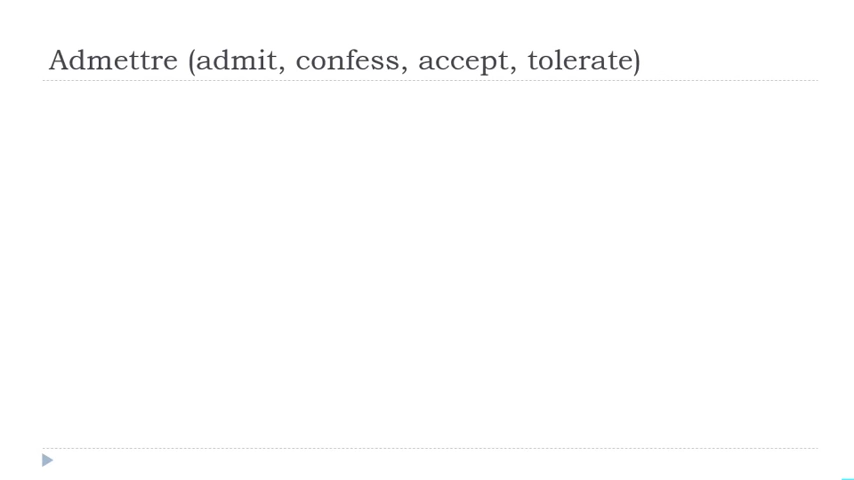 Admettre (admit, confess, accept, tolerate)